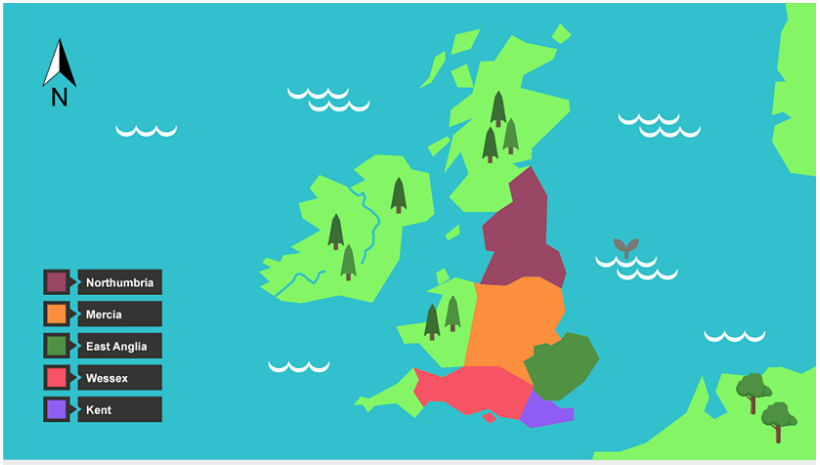 N
Northumbria
Mercia
East Anglia
Wessex
Kent